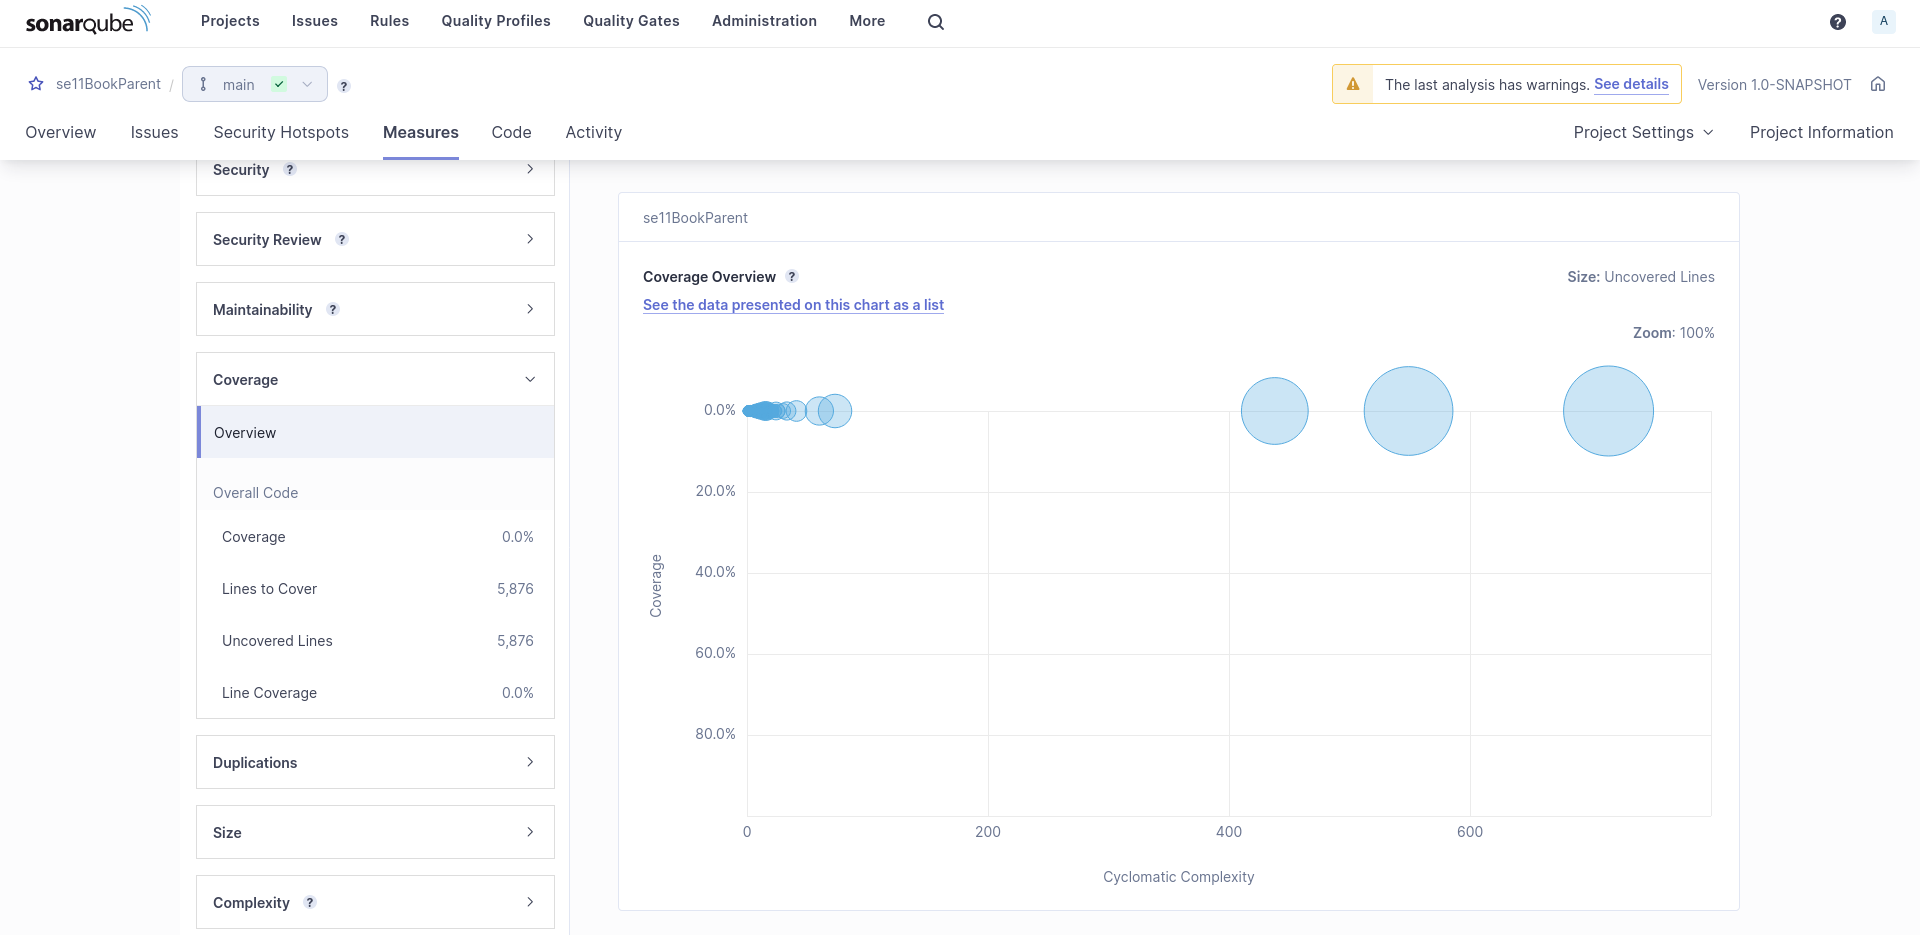 sonarqube Projects Issues Rules Quality Profiles Quality Gates Administration More ? A
se11BookParent / main ? The last analysis has warnings. See details Version 1.0-SNAPSHOT
Overview Issues Security Hotspots Measures Code Activity Project Settings Project Information
Security ?
Security Review ?
Maintainability ?
Coverage
Overview
Overall Code
Coverage 0.0%
Lines to Cover 5,876
Uncovered Lines 5,876
Line Coverage 0.0%
Duplications
Size
Complexity ?
se11BookParent
Coverage Overview ? Size: Uncovered Lines
See the data presented on this chart as a list
Zoom: 100%
0.0%
20.0%
40.0%
60.0%
80.0%
Coverage
0 200 400 600
Cyclomatic Complexity